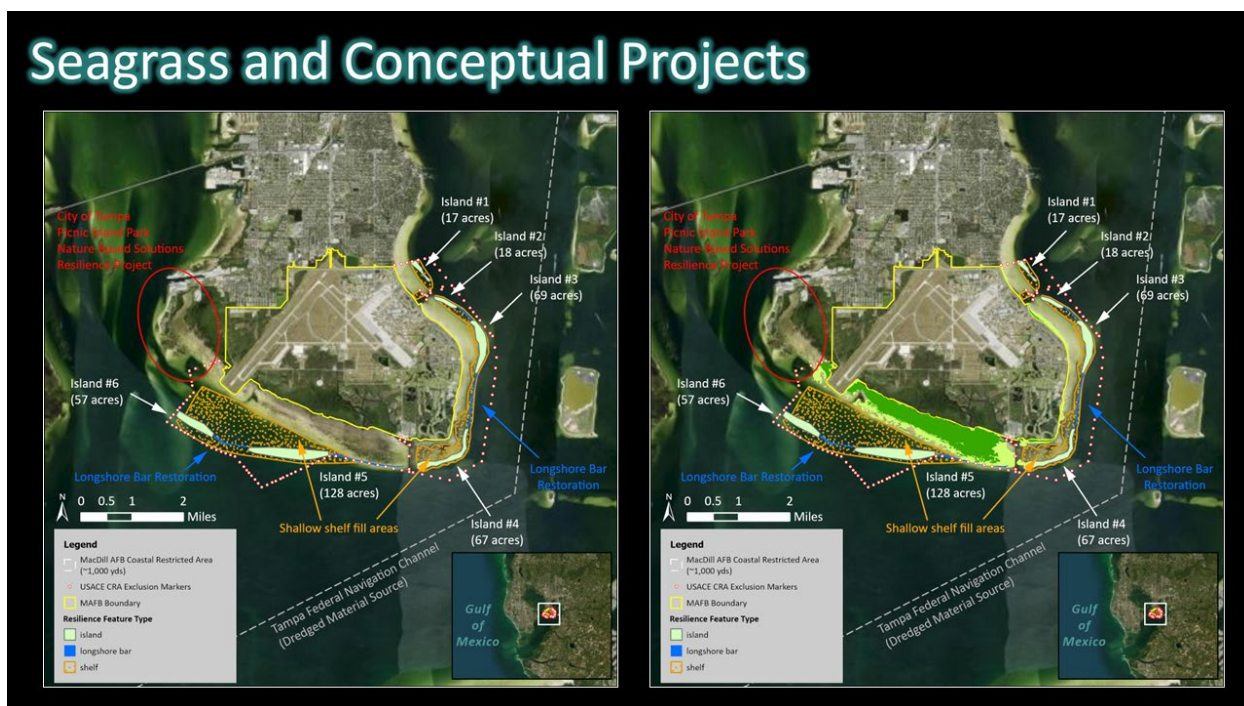 Seagrass and Conceptual Projects
City of Tampa
Picnic Island Park
Nature-Based Solutions
Resilience Project
Island #1
(17 acres)
Island #2
(18 acres)
Island #3
(69 acres)
Island #6
(57 acres)
Longshore Bar Restoration
Island #5
(128 acres)
Longshore Bar
Restoration
Shallow shelf fill areas
Island #4
(67 acres)
N
0 0.5 1 2
Miles
Tampa Federal Navigation Channel
(Dredged Material Source)
Legend
MacDill AFB Coastal Restricted Area
(~1,000 yds)
USACE CRA Exclusion Markers
MAFB Boundary
Resilience Feature Type
island
longshore bar
shelf
Gulf
of
Mexico
City of Tampa
Picnic Island Park
Nature-Based Solutions
Resilience Project
Island #1
(17 acres)
Island #2
(18 acres)
Island #3
(69 acres)
Island #6
(57 acres)
Longshore Bar Restoration
Island #5
(128 acres)
Longshore Bar
Restoration
Shallow shelf fill areas
Island #4
(67 acres)
N
0 0.5 1 2
Miles
Tampa Federal Navigation Channel
(Dredged Material Source)
Legend
MacDill AFB Coastal Restricted Area
(~1,000 yds)
USACE CRA Exclusion Markers
MAFB Boundary
Resilience Feature Type
island
longshore bar
shelf
Gulf
of
Mexico